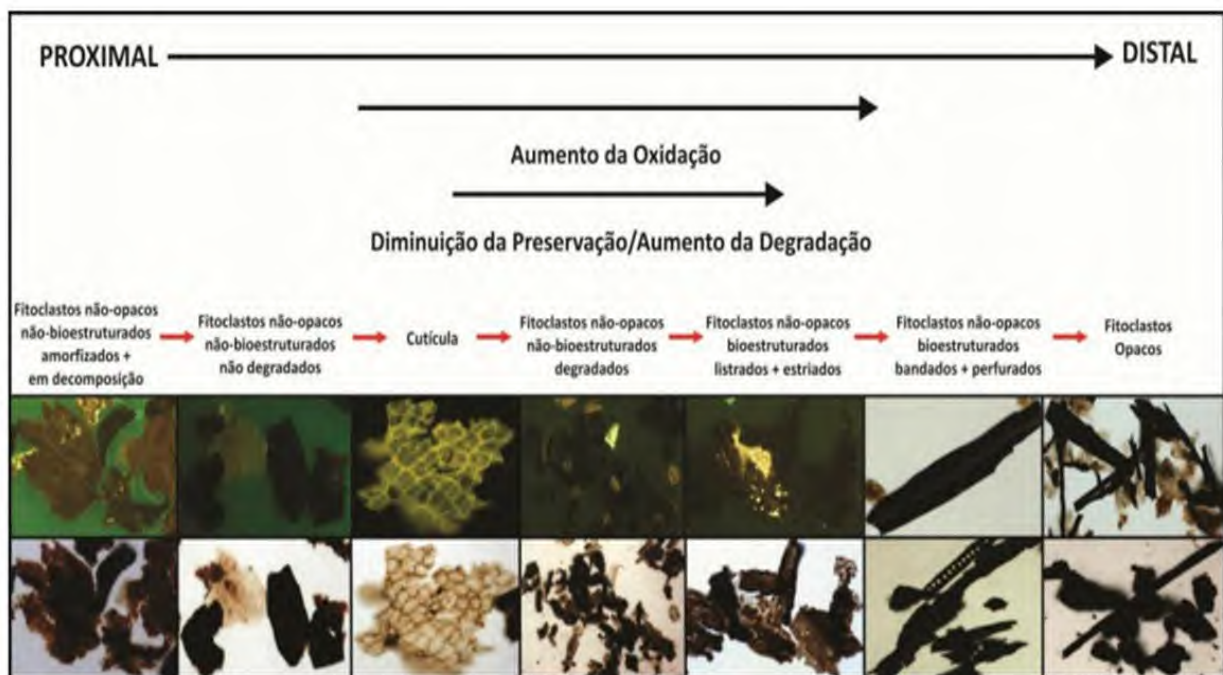 PROXIMAL
DISTAL
Aumento da Oxidação
Diminuição da Preservação/Aumento da Degradação
Fitoclastos não-opacos
não-bioestruturados
amorfizados +
em decomposição
Fitoclastos não-opacos
não-bioestruturados
não degradados
Cutícula
Fitoclastos não-opacos
não-bioestruturados
degradados
Fitoclastos não-opacos
bioestruturados
listrados + estriados
Fitoclastos não-opacos
bioestruturados
bandados + perfurados
Fitoclastos
Opacos